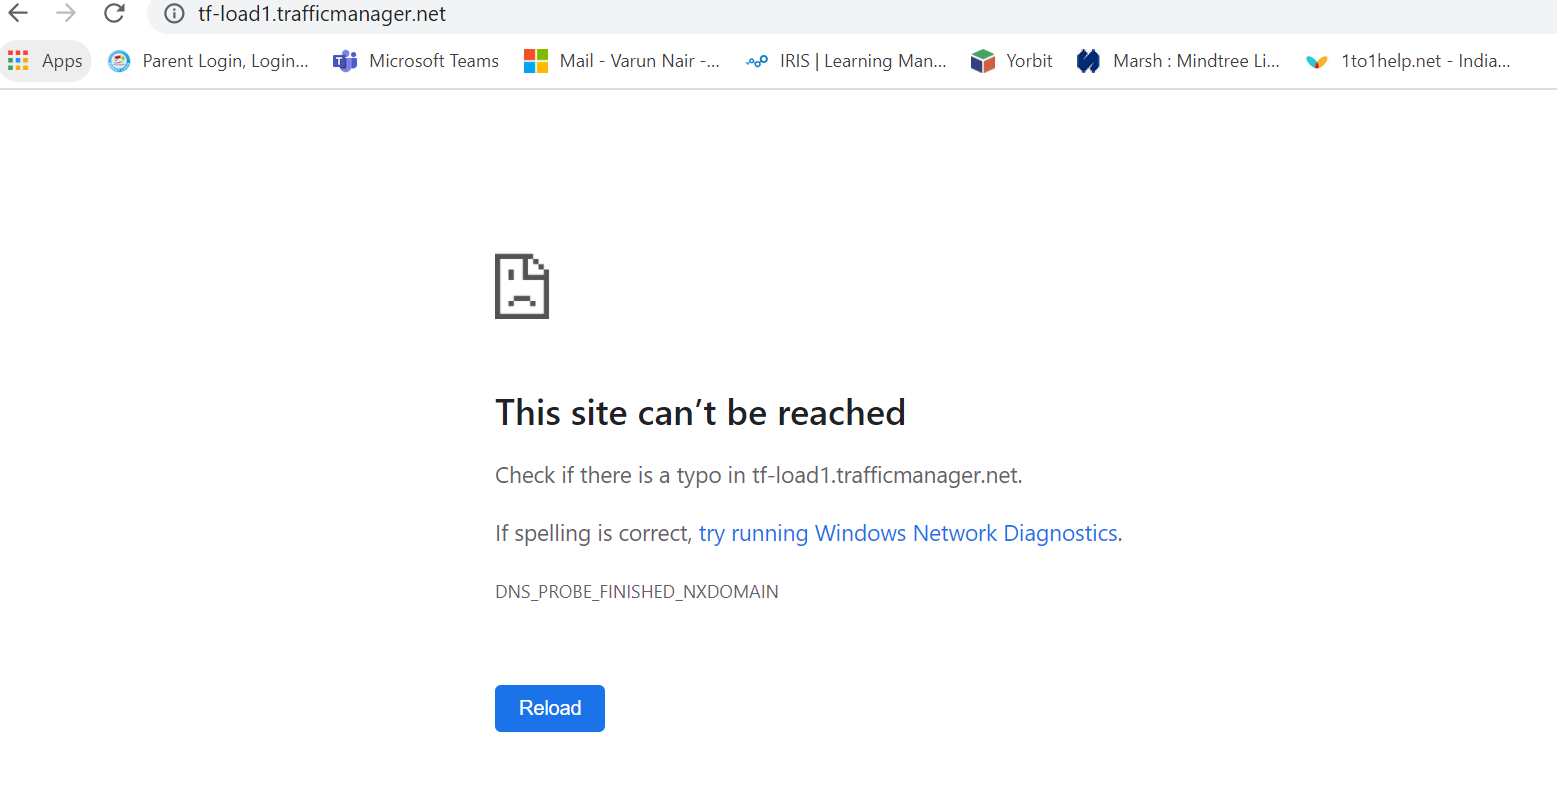 tf-load1.trafficmanager.net
Apps Parent Login, Login... Microsoft Teams Mail - Varun Nair -... IRIS | Learning Man... Yorbit Marsh : Mindtree Li... 1to1help.net - India...
This site can’t be reached
Check if there is a typo in tf-load1.trafficmanager.net.
If spelling is correct, try running Windows Network Diagnostics.
DNS_PROBE_FINISHED_NXDOMAIN
Reload